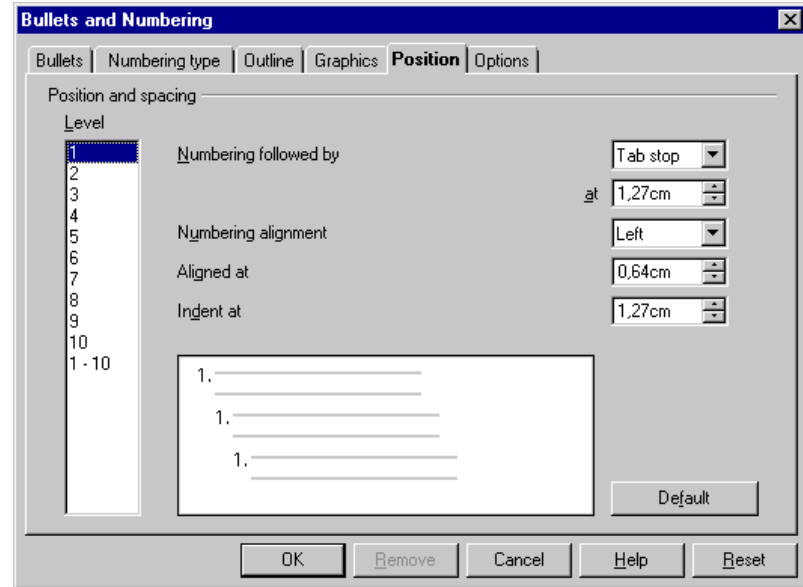 Bullets and Numbering
Bullets Numbering type Outline Graphics Position Options
Position and spacing
Level
1
2
3
4
5
6
7
8
9
10
1 - 10
Numbering followed by Tab stop
at 1,27cm
Numbering alignment Left
Aligned at 0,64cm
Indent at 1,27cm
1.
1.
1.
Default
OK Remove Cancel Help Reset